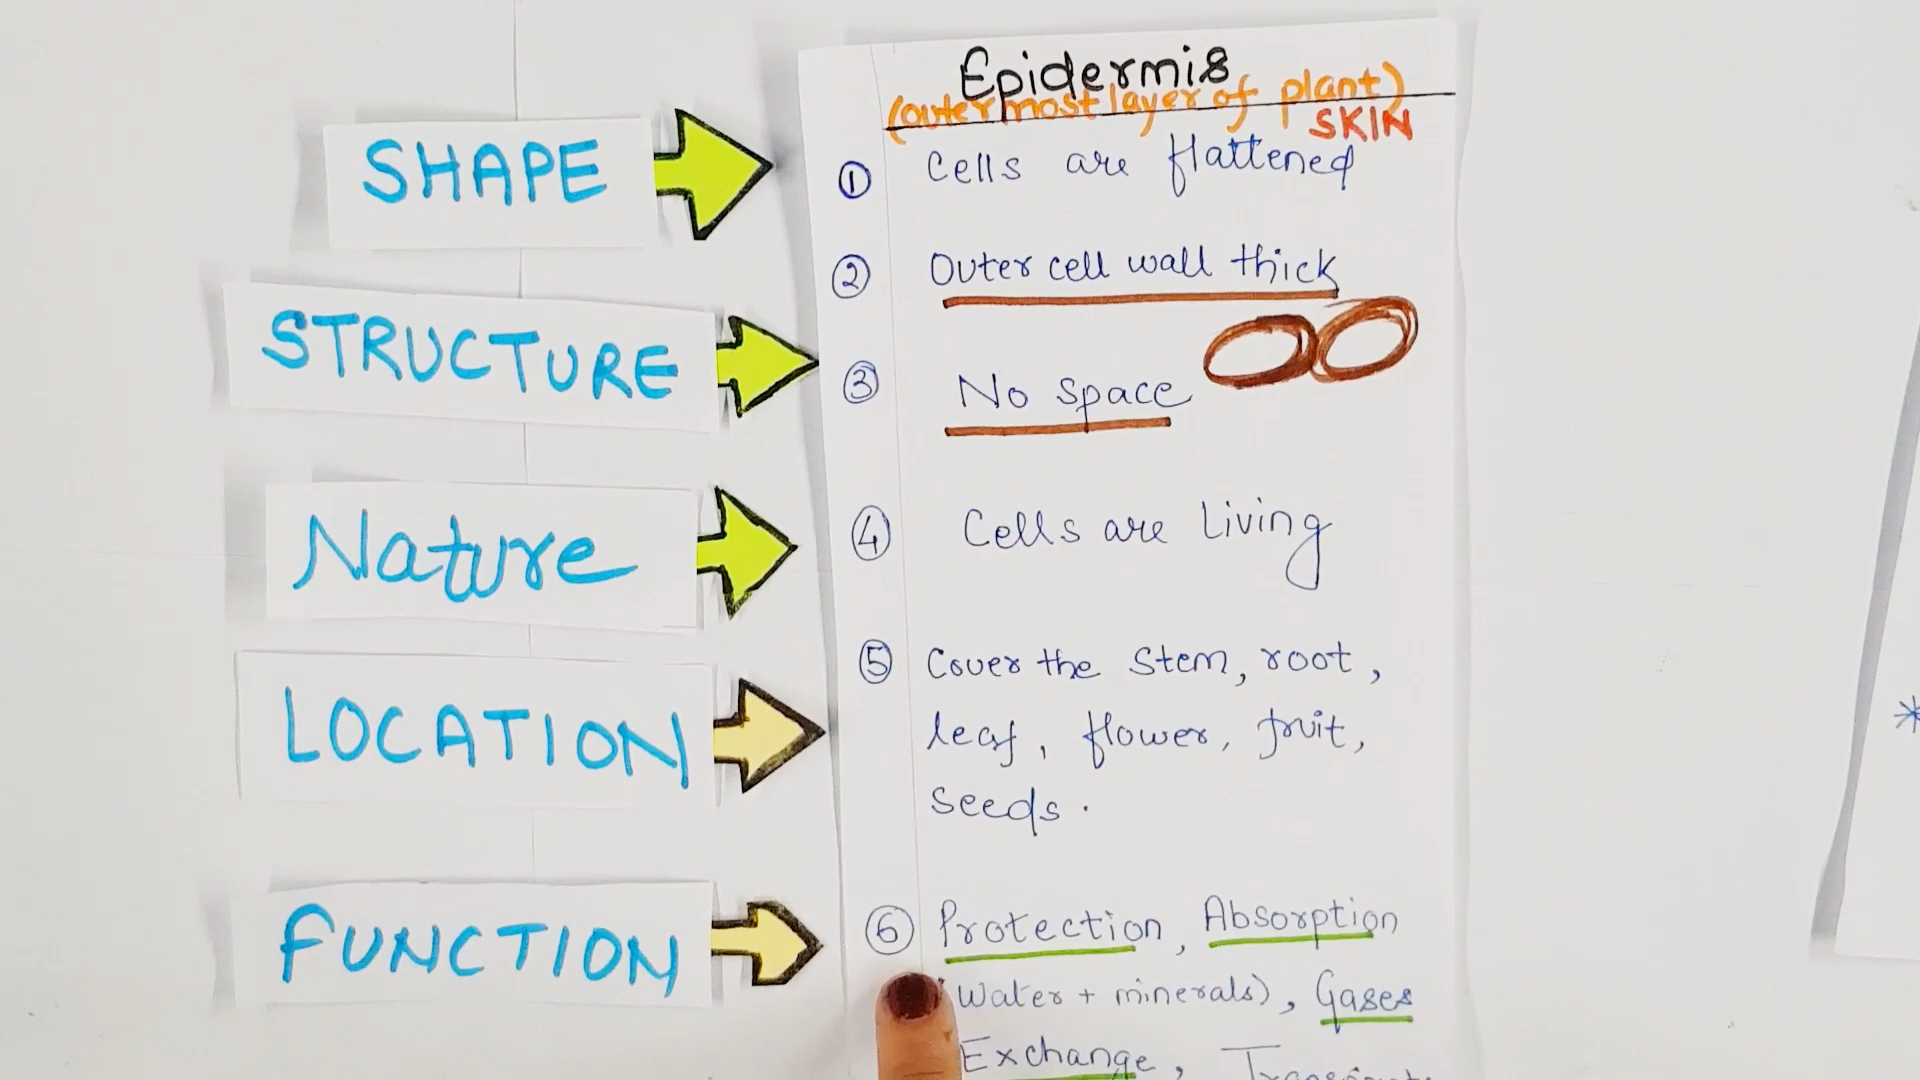 Epidermis
(outermost layer of plant)
SKIN
SHAPE
① Cells are flattened
② Outer cell wall thick
STRUCTURE
③ No space
Nature
④ Cells are Living
⑤ Cover the Stem, root,
LOCATION
leaf, flower, fruit,
Seeds.
FUNCTION
⑥ Protection, Absorption
(Water + minerals), Gases
Exchange,